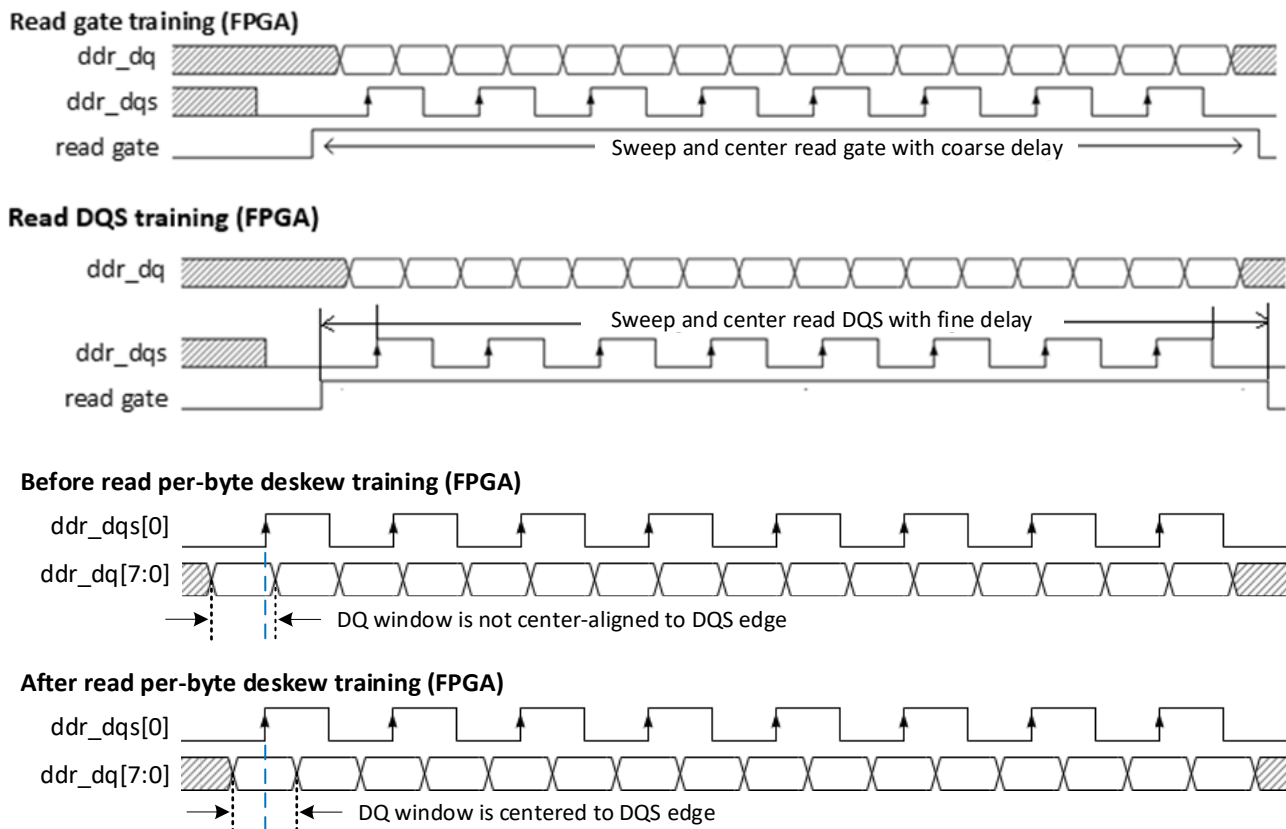 Read gate training (FPGA)
ddr_dq
ddr_dqs
read gate
Sweep and center read gate with coarse delay
Read DQS training (FPGA)
ddr_dq
Sweep and center read DQS with fine delay
ddr_dqs
read gate
Before read per-byte deskew training (FPGA)
ddr_dqs[0]
ddr_dq[7:0]
DQ window is not center-aligned to DQS edge
After read per-byte deskew training (FPGA)
ddr_dqs[0]
ddr_dq[7:0]
DQ window is centered to DQS edge